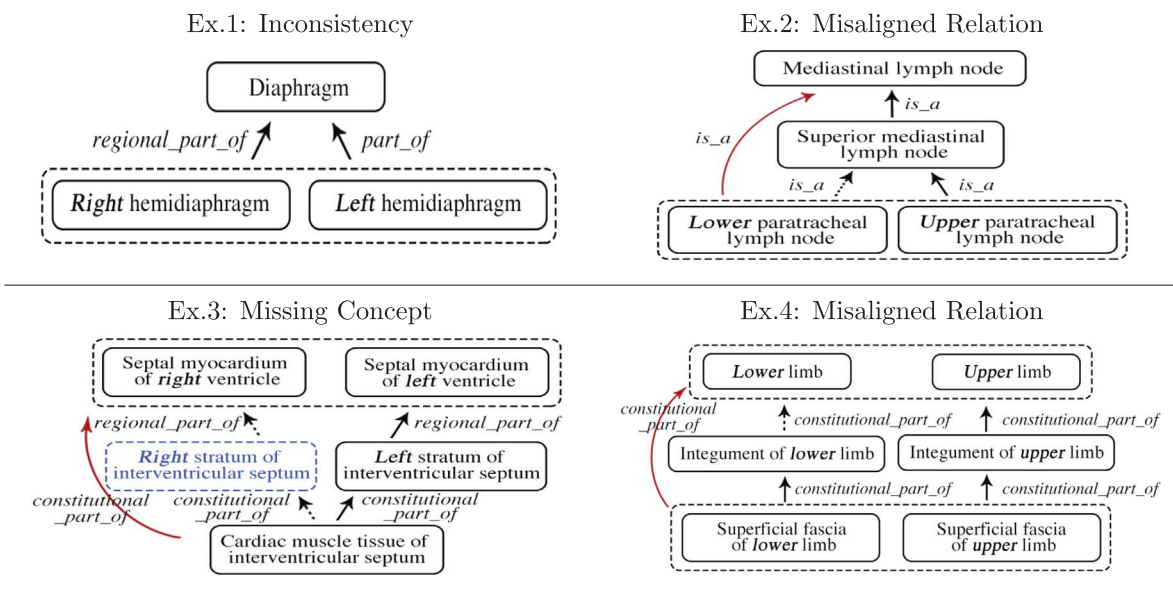 Ex.1: Inconsistency
Diaphragm
regional_part_of
part_of
Right hemidiaphragm
Left hemidiaphragm
Ex.2: Misaligned Relation
Mediastinal lymph node
is_a
is_a
Superior mediastinal
lymph node
is_a
is_a
Lower paratracheal
lymph node
Upper paratracheal
lymph node
Ex.3: Missing Concept
Septal myocardium
of right ventricle
Septal myocardium
of left ventricle
regional_part_of
regional_part_of
Right stratum of
interventricular septum
Left stratum of
interventricular septum
constitutional
_part_of
constitutional
_part_of
constitutional
_part_of
Cardiac muscle tissue of
interventricular septum
Ex.4: Misaligned Relation
Lower limb
Upper limb
constitutional
_part_of
constitutional_part_of
constitutional_part_of
Integument of lower limb
Integument of upper limb
constitutional_part_of
constitutional_part_of
Superficial fascia
of lower limb
Superficial fascia
of upper limb